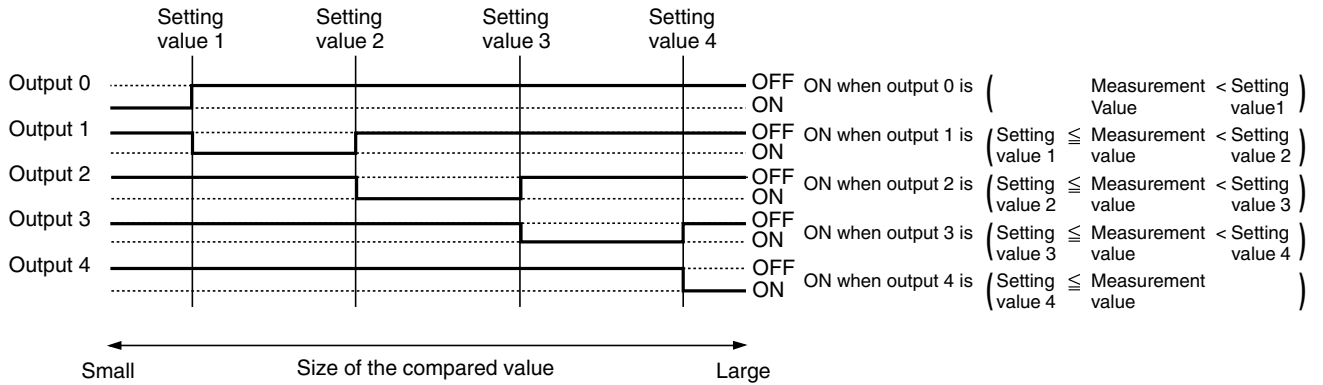 Setting value 1
Setting value 2
Setting value 3
Setting value 4
Output 0
OFF
ON
ON when output 0 is ( Measurement Value < Setting value1 )
Output 1
OFF
ON
ON when output 1 is ( Setting value 1 ≦ Measurement value < Setting value 2 )
Output 2
OFF
ON
ON when output 2 is ( Setting value 2 ≦ Measurement value < Setting value 3 )
Output 3
OFF
ON
ON when output 3 is ( Setting value 3 ≦ Measurement value < Setting value 4 )
Output 4
OFF
ON
ON when output 4 is ( Setting value 4 ≦ Measurement value )
Small
Size of the compared value
Large